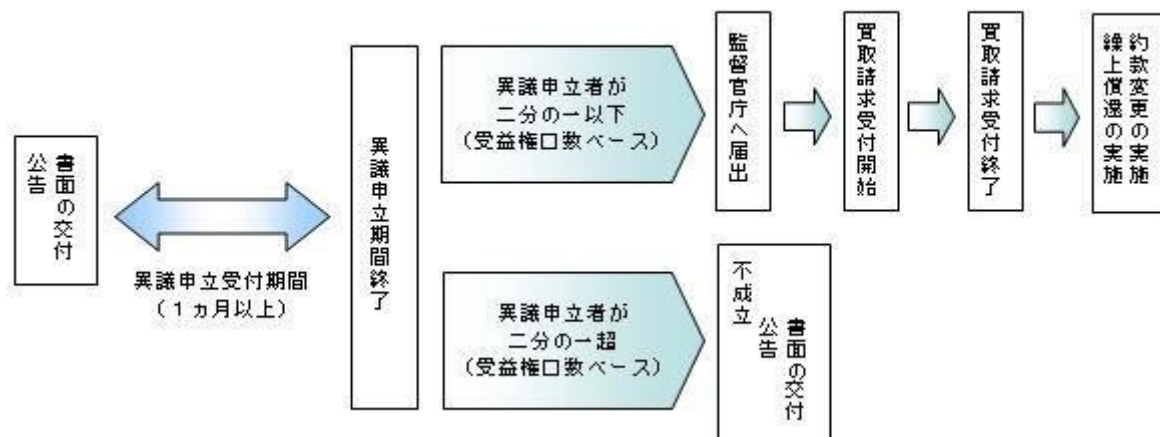 書面の交付
公告
異議申立受付期間
（１ヵ月以上）
異議申立期間終了
異議申立者が
二分の一以下
（受益権口数ベース）
監督官庁へ届出
買取請求受付開始
買取請求受付終了
約款変更の実施
繰上償還の実施
異議申立者が
二分の一超
（受益権口数ベース）
不成立
書面の交付
公告